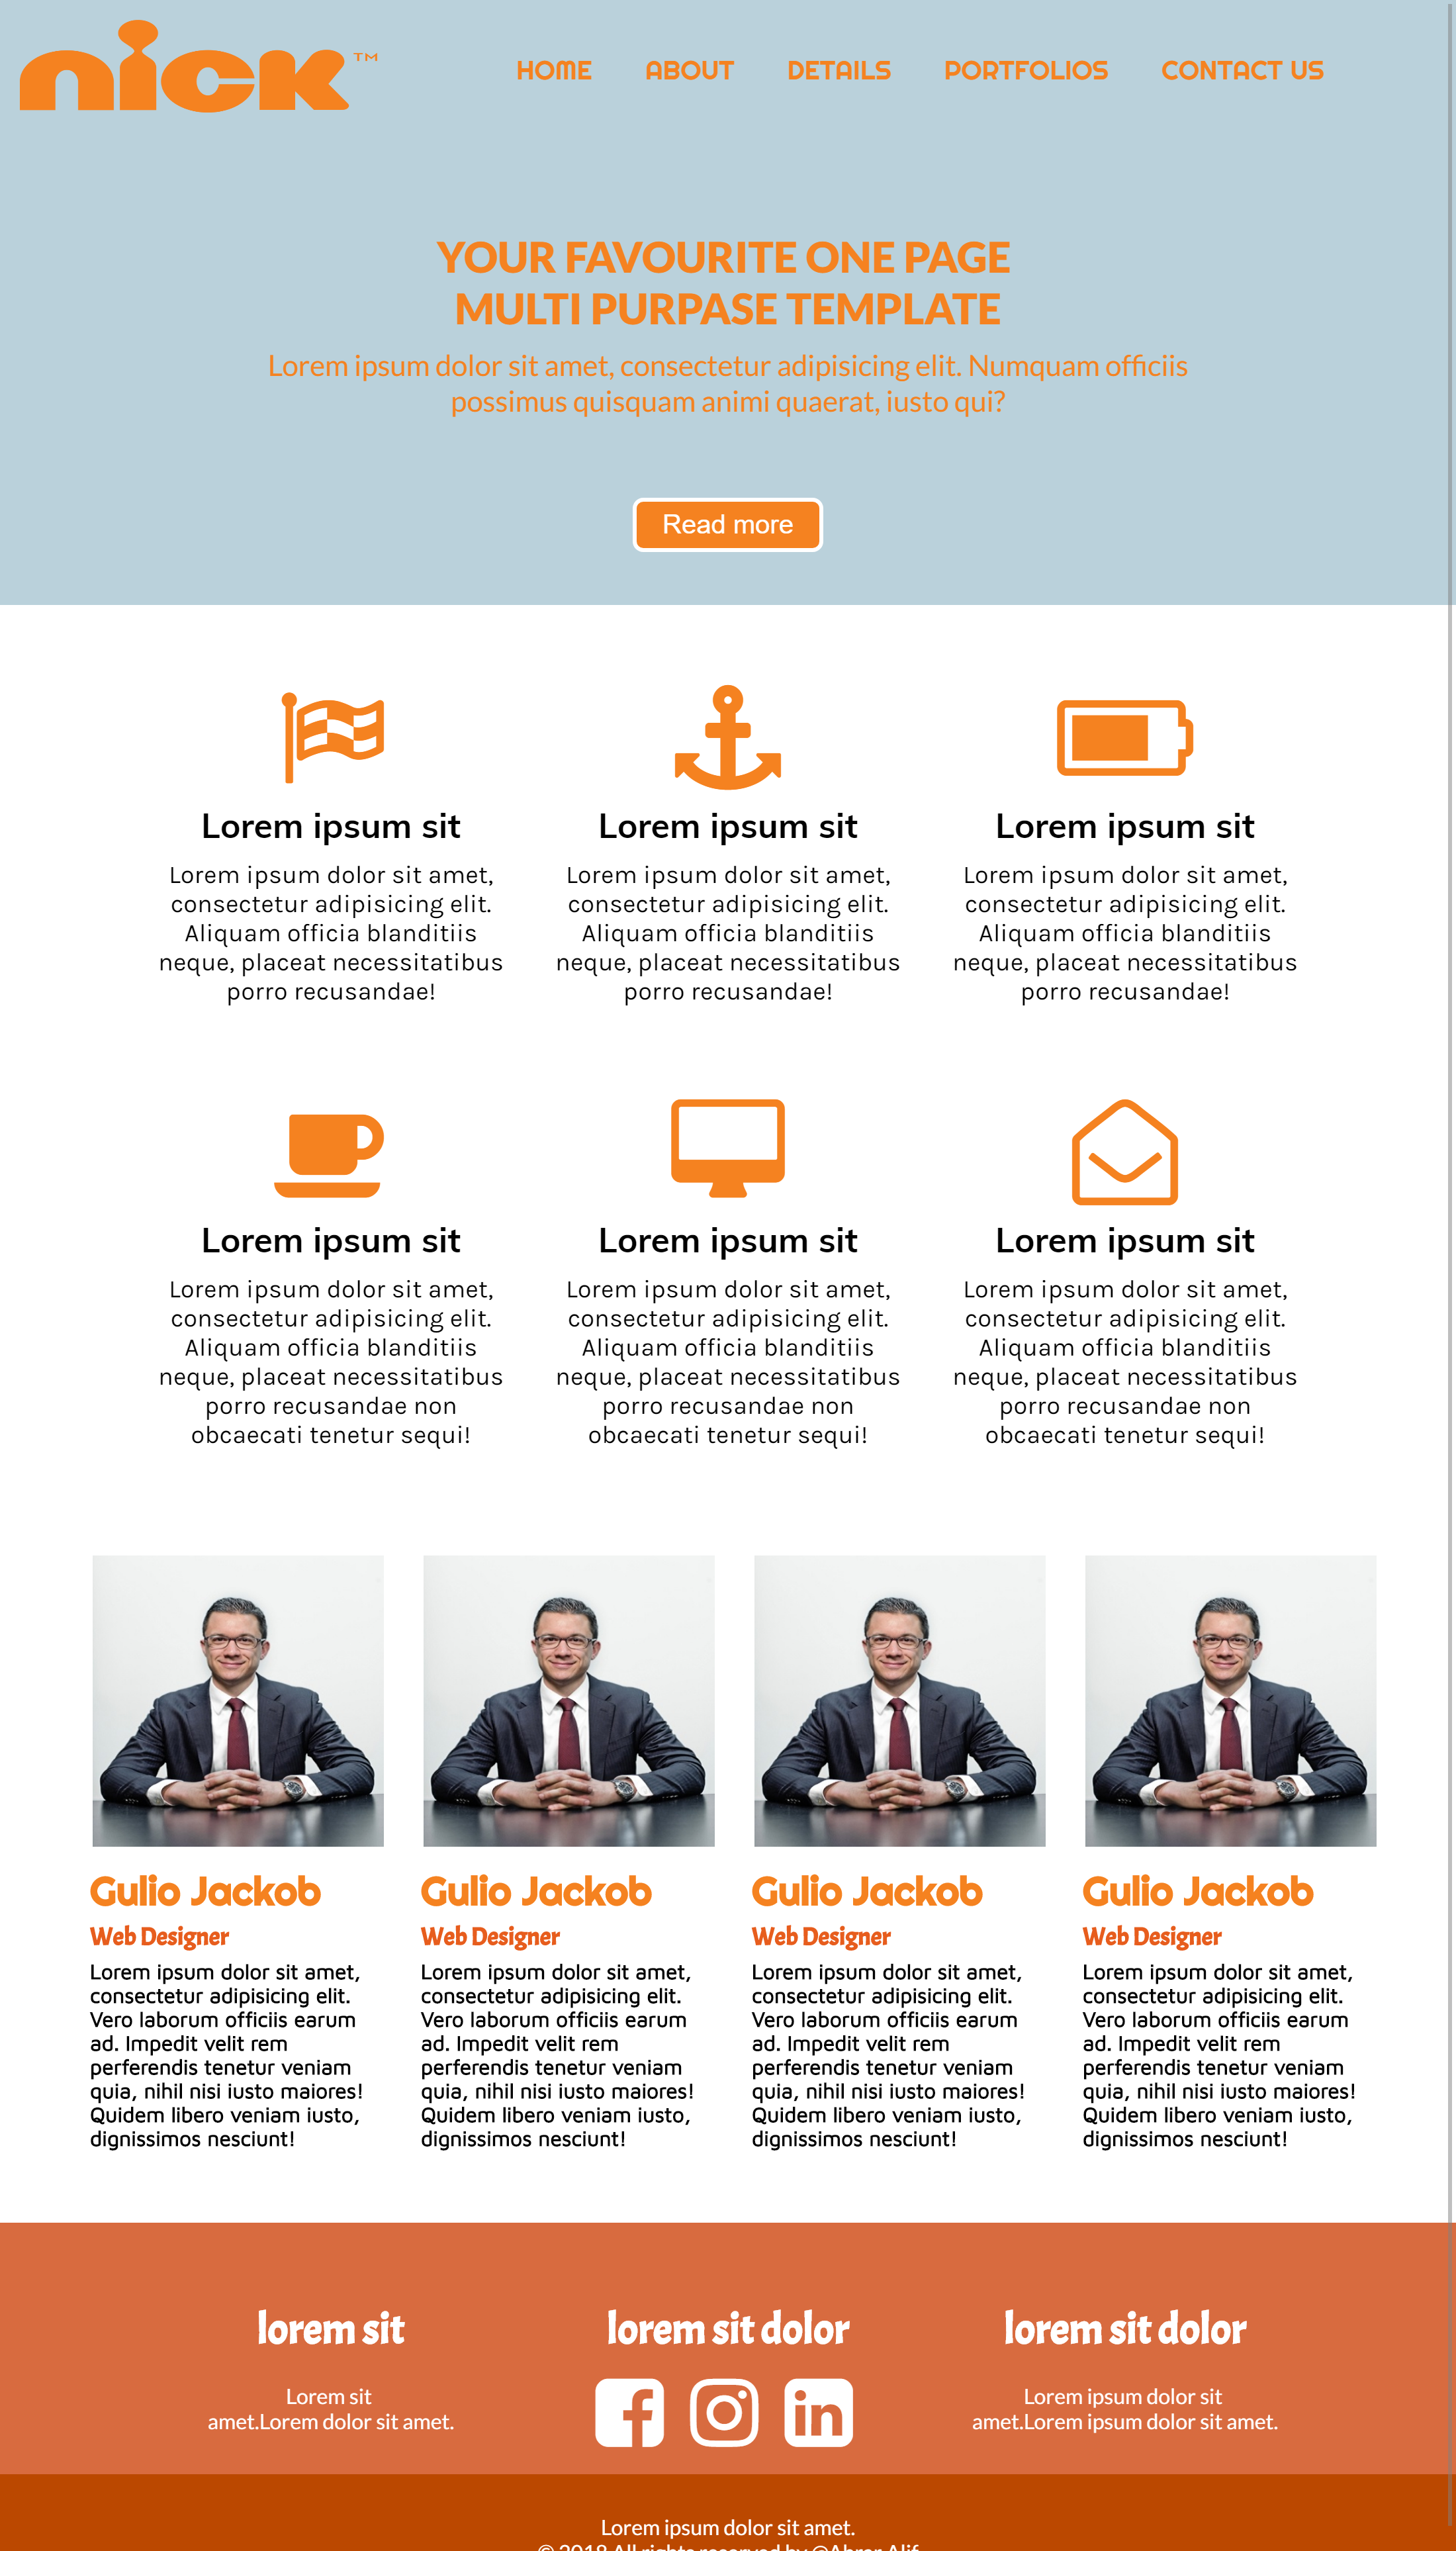 nick™
HOME ABOUT DETAILS PORTFOLIOS CONTACT US
YOUR FAVOURITE ONE PAGE
MULTI PURPASE TEMPLATE
Lorem ipsum dolor sit amet, consectetur adipisicing elit. Numquam officiis
possimus quisquam animi quaerat, iusto qui?
Read more
Lorem ipsum sit
Lorem ipsum dolor sit amet,
consectetur adipisicing elit.
Aliquam officia blanditiis
neque, placeat necessitatibus
porro recusandae!
Lorem ipsum sit
Lorem ipsum dolor sit amet,
consectetur adipisicing elit.
Aliquam officia blanditiis
neque, placeat necessitatibus
porro recusandae!
Lorem ipsum sit
Lorem ipsum dolor sit amet,
consectetur adipisicing elit.
Aliquam officia blanditiis
neque, placeat necessitatibus
porro recusandae!
Lorem ipsum sit
Lorem ipsum dolor sit amet,
consectetur adipisicing elit.
Aliquam officia blanditiis
neque, placeat necessitatibus
porro recusandae non
obcaecati tenetur sequi!
Lorem ipsum sit
Lorem ipsum dolor sit amet,
consectetur adipisicing elit.
Aliquam officia blanditiis
neque, placeat necessitatibus
porro recusandae non
obcaecati tenetur sequi!
Lorem ipsum sit
Lorem ipsum dolor sit amet,
consectetur adipisicing elit.
Aliquam officia blanditiis
neque, placeat necessitatibus
porro recusandae non
obcaecati tenetur sequi!
Gulio Jackob
Web Designer
Lorem ipsum dolor sit amet,
consectetur adipisicing elit.
Vero laborum officiis earum
ad. Impedit velit rem
perferendis tenetur veniam
quia, nihil nisi iusto maiores!
Quidem libero veniam iusto,
dignissimos nesciunt!
Gulio Jackob
Web Designer
Lorem ipsum dolor sit amet,
consectetur adipisicing elit.
Vero laborum officiis earum
ad. Impedit velit rem
perferendis tenetur veniam
quia, nihil nisi iusto maiores!
Quidem libero veniam iusto,
dignissimos nesciunt!
Gulio Jackob
Web Designer
Lorem ipsum dolor sit amet,
consectetur adipisicing elit.
Vero laborum officiis earum
ad. Impedit velit rem
perferendis tenetur veniam
quia, nihil nisi iusto maiores!
Quidem libero veniam iusto,
dignissimos nesciunt!
Gulio Jackob
Web Designer
Lorem ipsum dolor sit amet,
consectetur adipisicing elit.
Vero laborum officiis earum
ad. Impedit velit rem
perferendis tenetur veniam
quia, nihil nisi iusto maiores!
Quidem libero veniam iusto,
dignissimos nesciunt!
lorem sit
Lorem sit
amet.Lorem dolor sit amet.
lorem sit dolor
lorem sit dolor
Lorem ipsum dolor sit
amet.Lorem ipsum dolor sit amet.
Lorem ipsum dolor sit amet.
© 2018 All rights reserved by @Abrar Alif